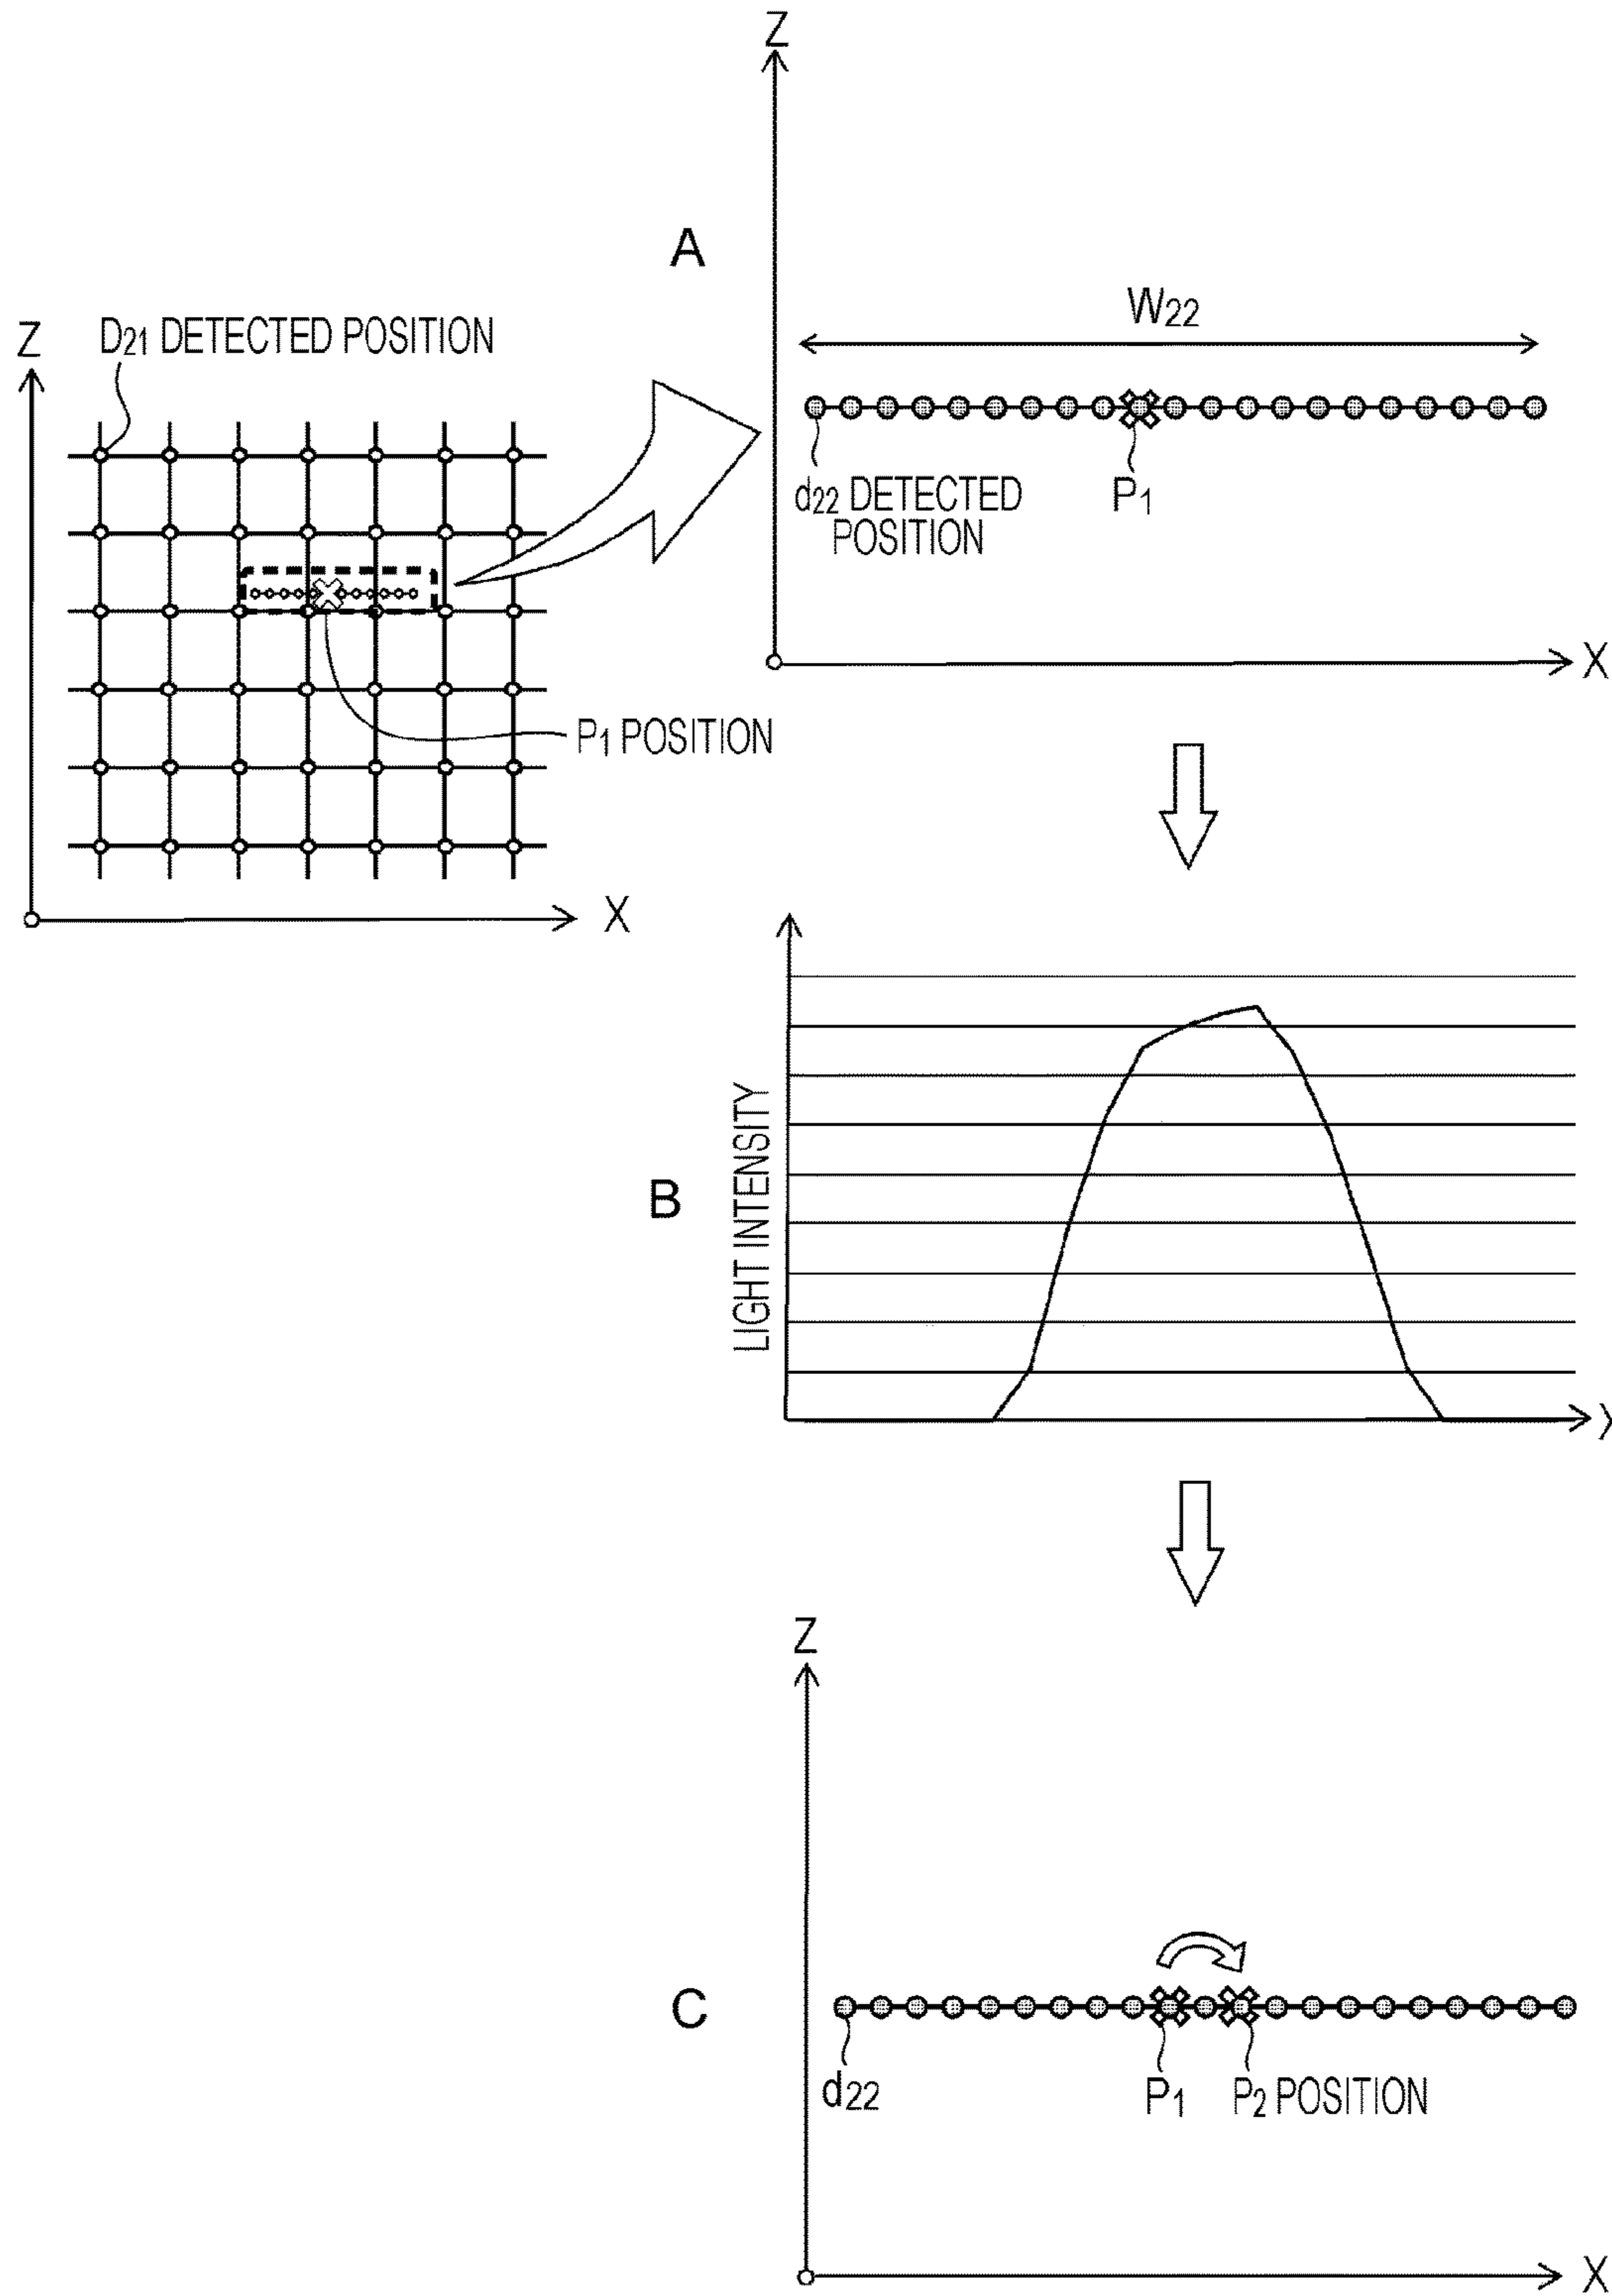 Z
A
W22
Z
D21 DETECTED POSITION
d22 DETECTED
POSITION
P1
X
P1 POSITION
X
B
LIGHT INTENSITY
Z
C
d22
P1
P2 POSITION
X